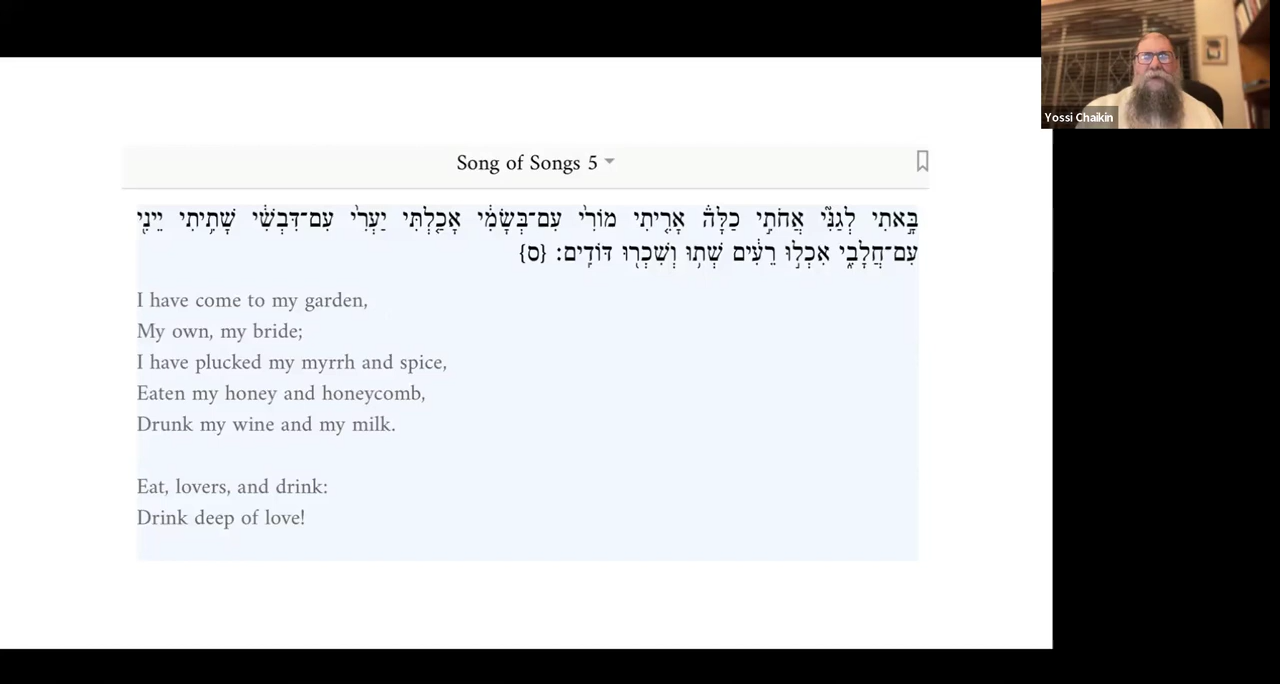 Yossi Chaikin
Song of Songs 5
בָּ֣אתִי לְגַנִּי֮ אֲחֹתִ֣י כַלָּה֒ אָרִ֤יתִי מוֹרִי֙ עִם־בְּשָׂמִ֔י אָכַ֤לְתִּי יַעְרִי֙ עִם־דִּבְשִׁ֔י שָׁתִ֥יתִי יֵינִ֖י
עִם־חֲלָבִ֑י אִכְל֣וּ רֵעִ֔ים שְׁת֥וּ וְשִׁכְר֖וּ דּוֹדִֽים׃ {ס}
I have come to my garden,
My own, my bride;
I have plucked my myrrh and spice,
Eaten my honey and honeycomb,
Drunk my wine and my milk.
Eat, lovers, and drink:
Drink deep of love!